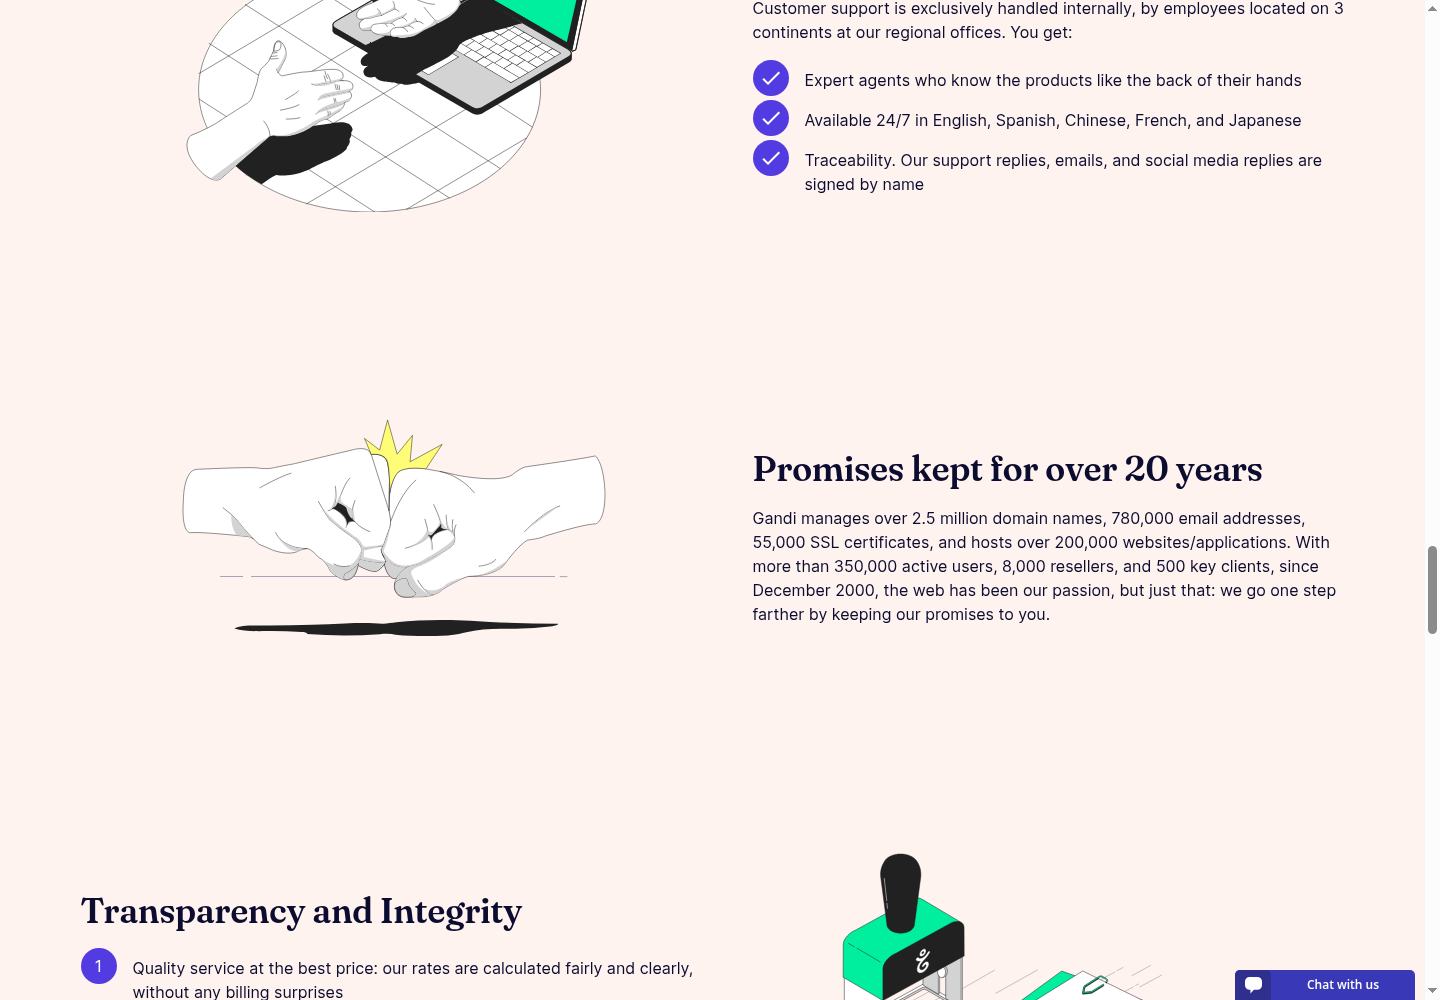 Customer support is exclusively handled internally, by employees located on 3
continents at our regional offices. You get:
Expert agents who know the products like the back of their hands
Available 24/7 in English, Spanish, Chinese, French, and Japanese
Traceability. Our support replies, emails, and social media replies are
signed by name
Promises kept for over 20 years
Gandi manages over 2.5 million domain names, 780,000 email addresses,
55,000 SSL certificates, and hosts over 200,000 websites/applications. With
more than 350,000 active users, 8,000 resellers, and 500 key clients, since
December 2000, the web has been our passion, but just that: we go one step
farther by keeping our promises to you.
Transparency and Integrity
1
Quality service at the best price: our rates are calculated fairly and clearly,
without any billing surprises
Chat with us